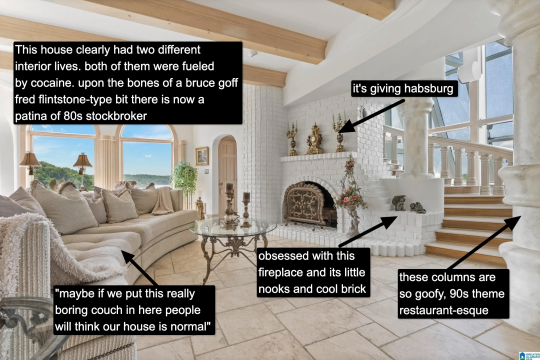 This house clearly had two different
interior lives. both of them were fueled
by cocaine. upon the bones of a bruce goff
fred flintstone-type bit there is now a
patina of 80s stockbroker
it's giving habsburg
obsessed with this
fireplace and its little
nooks and cool brick
these columns are
so goofy, 90s theme
restaurant-esque
"maybe if we put this really
boring couch in here people
will think our house is normal"